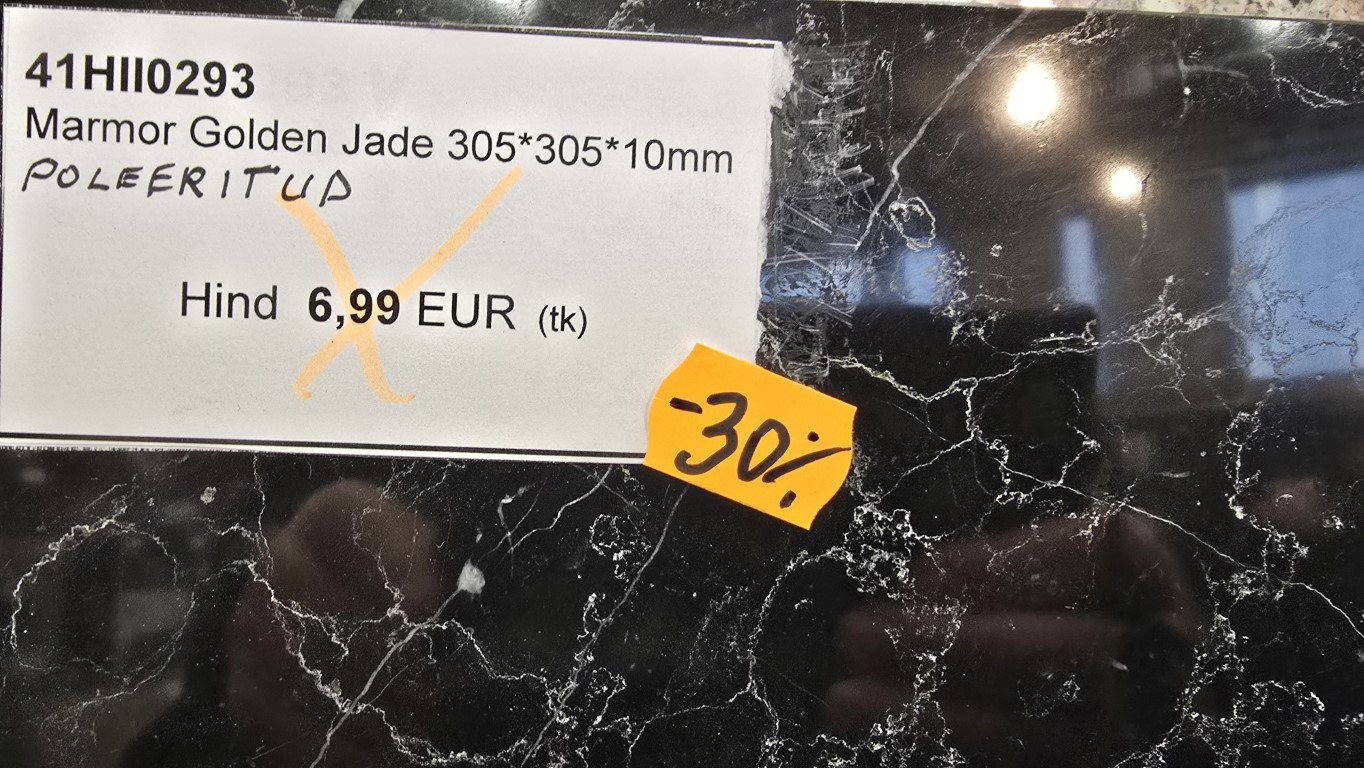 41HII0293
Marmor Golden Jade 305*305*10mm
POLEERITUD
Hind 6,99 EUR (tk)
-30%